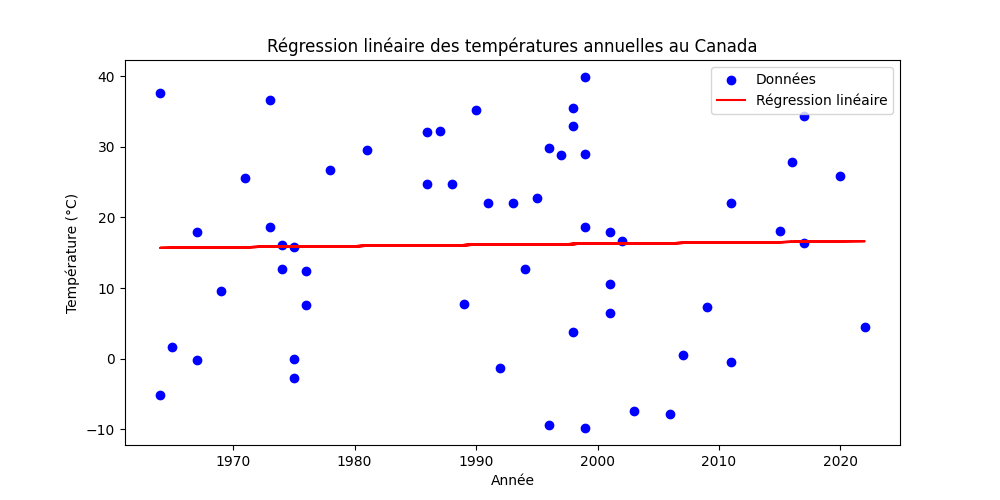 Régression linéaire des températures annuelles au Canada
Données
Régression linéaire
Température (°C)
40
30
20
10
0
−10
1970
1980
1990
2000
2010
2020
Année